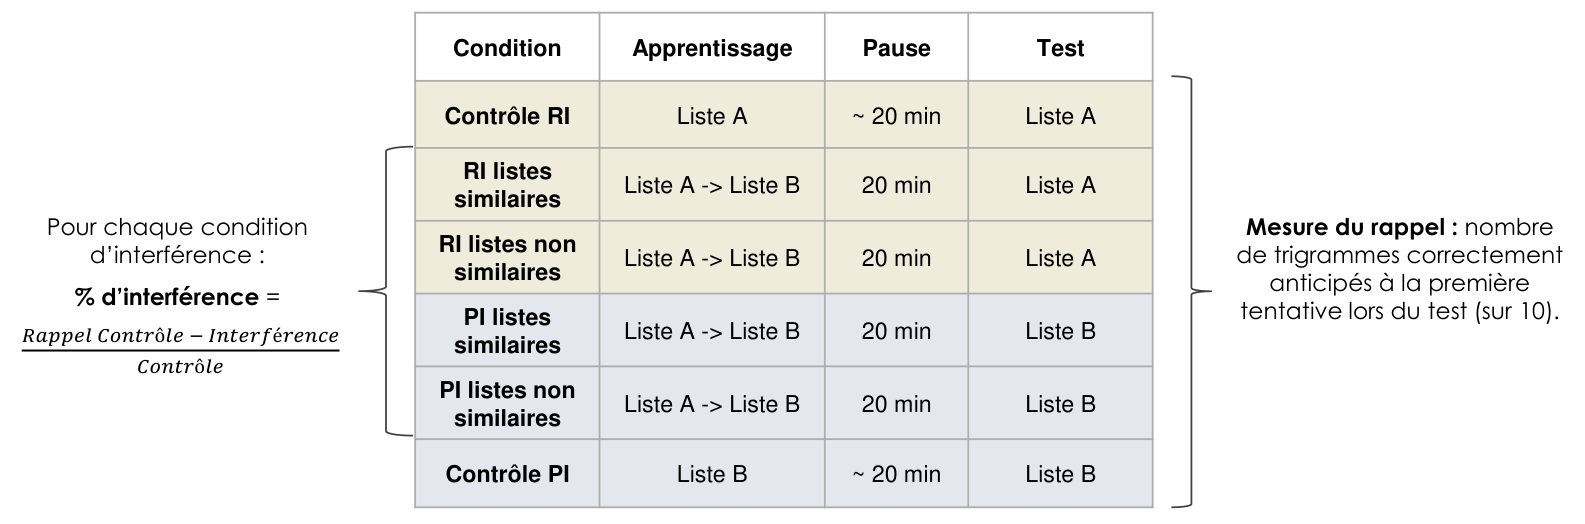 Condition Apprentissage Pause Test
Contrôle RI Liste A ~ 20 min Liste A
RI listes
similaires
Liste A -> Liste B 20 min Liste A
RI listes non
similaires
Liste A -> Liste B 20 min Liste A
PI listes
similaires
Liste A -> Liste B 20 min Liste B
PI listes non
similaires
Liste A -> Liste B 20 min Liste B
Contrôle PI Liste B ~ 20 min Liste B
Pour chaque condition
d'interférence :
% d'interférence =
Rappel Contrôle − Interférence
Contrôle
Mesure du rappel : nombre
de trigrammes correctement
anticipés à la première
tentative lors du test (sur 10).